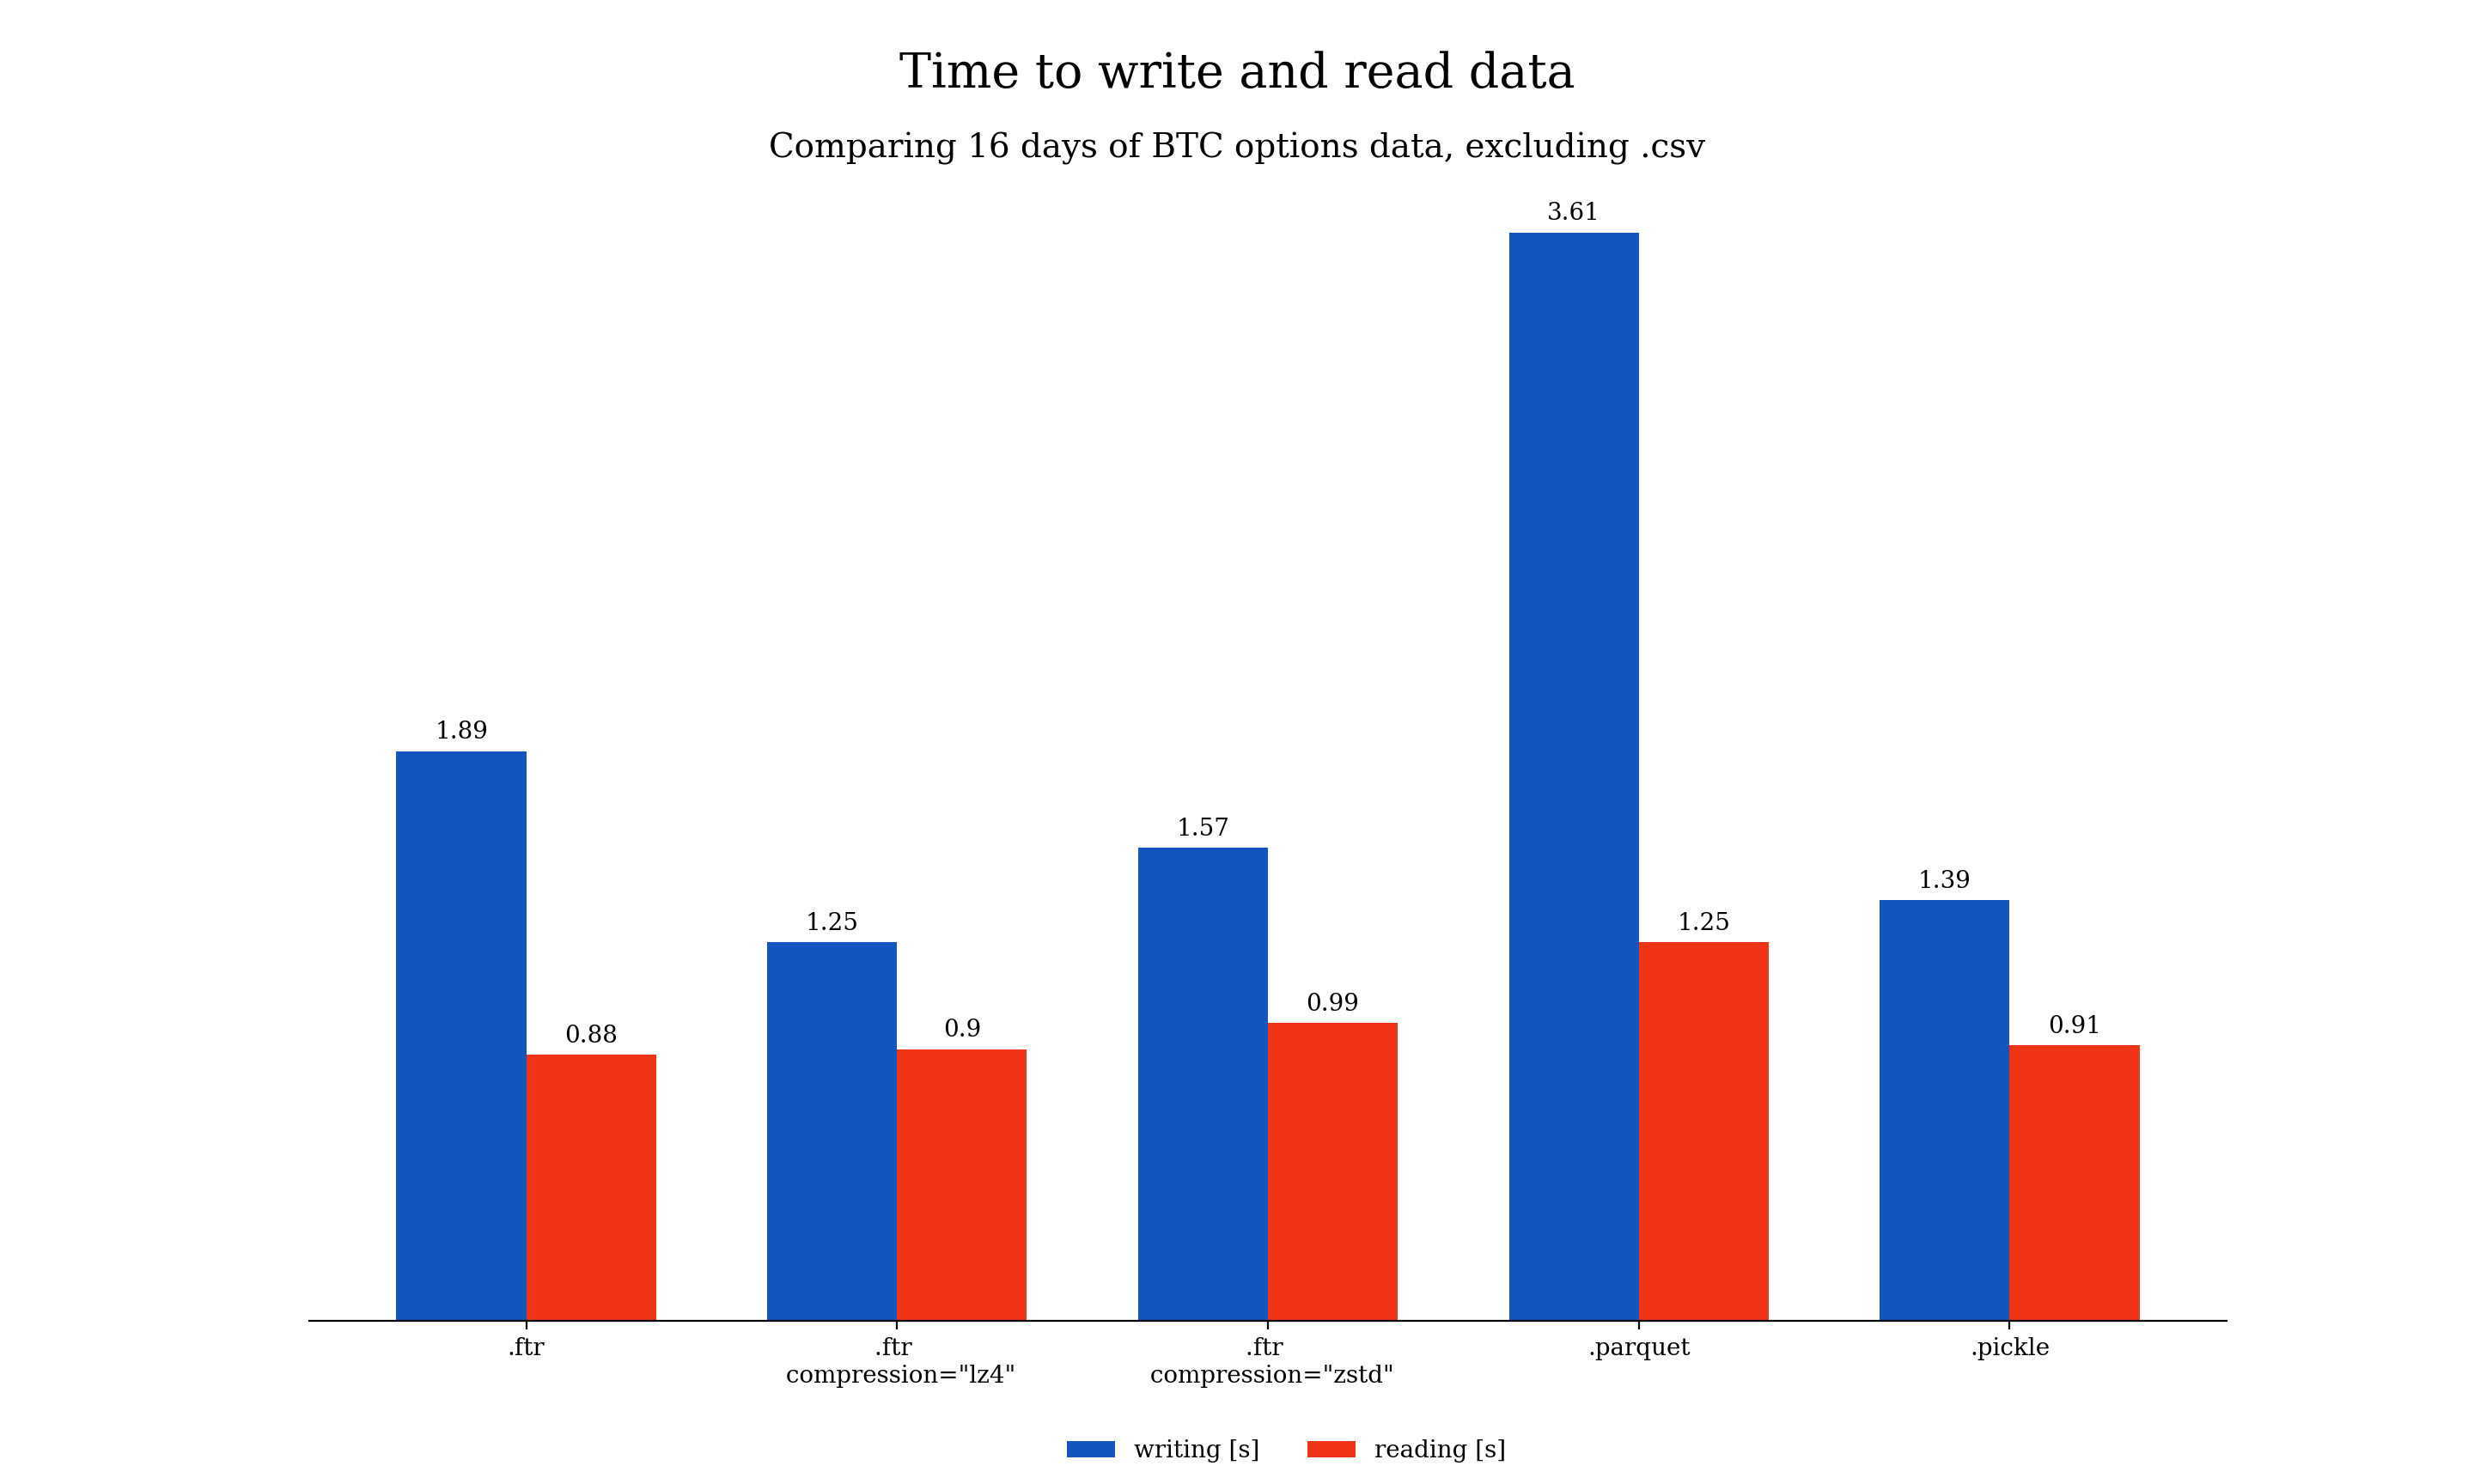 Time to write and read data
Comparing 16 days of BTC options data, excluding .csv
3.61
1.89
1.57
1.39
1.25
1.25
0.99
0.88
0.9
0.91
.ftr
.ftr
compression="lz4"
.ftr
compression="zstd"
.parquet
.pickle
writing [s]
reading [s]